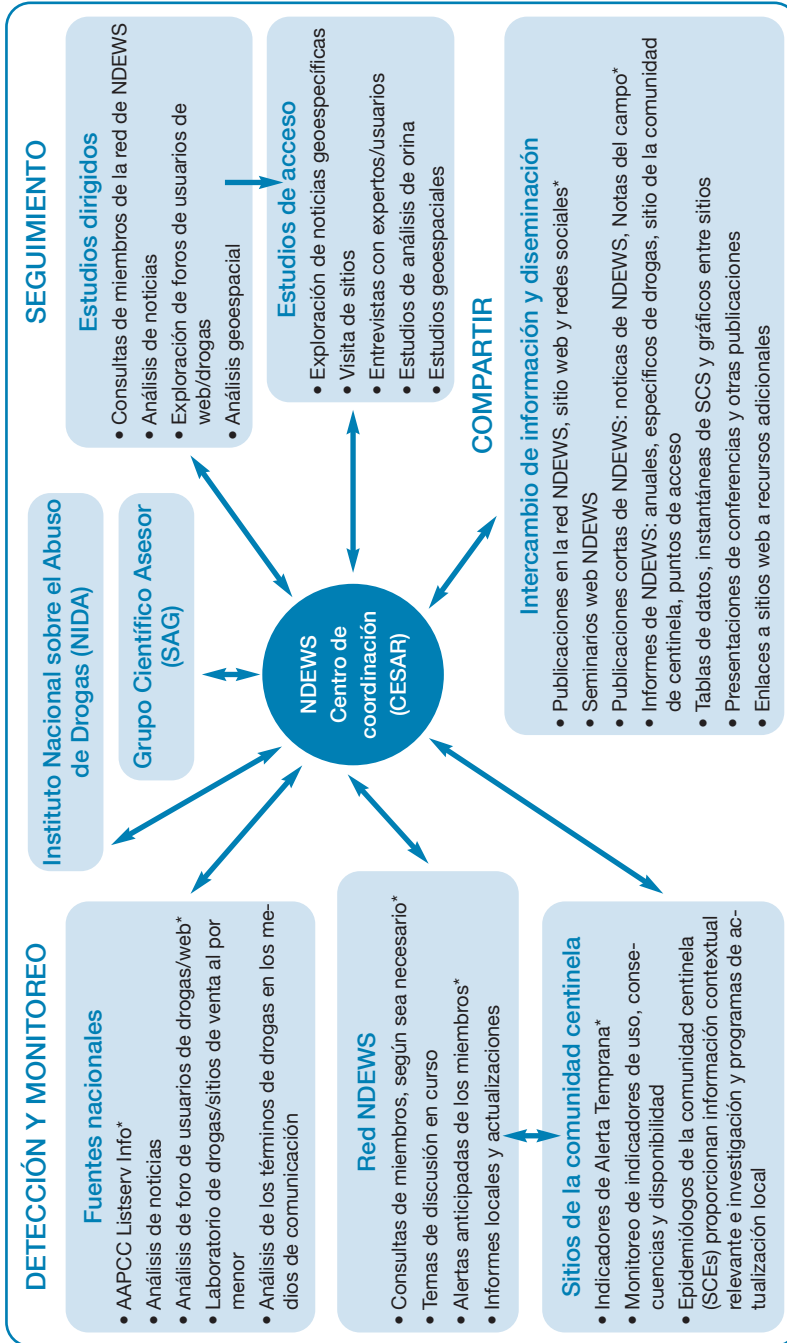 DETECCIÓN Y MONITOREO
Fuentes nacionales
• AAPCC Listserv Info*
• Análisis de noticias
• Análisis de foro de usuarios de drogas/web*
• Laboratorio de drogas/sitios de venta al por
menor
• Análisis de los términos de drogas en los me-
dios de comunicación
Red NDEWS
• Consultas de miembros, según sea necesario*
• Temas de discusión en curso
• Alertas anticipadas de los miembros*
• Informes locales y actualizaciones
Sitios de la comunidad centinela
• Indicadores de Alerta Temprana*
• Monitoreo de indicadores de uso, conse-
cuencias y disponibilidad
• Epidemiólogos de la comunidad centinela
(SCEs) proporcionan información contextual
relevante e investigación y programas de ac-
tualización local
Instituto Nacional sobre el Abuso
de Drogas (NIDA)
Grupo Científico Asesor
(SAG)
NDEWS
Centro de
coordinación
(CESAR)
SEGUIMIENTO
Estudios dirigidos
• Consultas de miembros de la red de NDEWS
• Análisis de noticias
• Exploración de foros de usuarios de
web/drogas
• Análisis geoespacial
Estudios de acceso
• Exploración de noticias geoespecíficas
• Visita de sitios
• Entrevistas con expertos/usuarios
• Estudios de análisis de orina
• Estudios geoespaciales
COMPARTIR
Intercambio de información y diseminación
• Publicaciones en la red NDEWS, sitio web y redes sociales*
• Seminarios web NDEWS
• Publicaciones cortas de NDEWS: noticas de NDEWS, Notas del campo*
• Informes de NDEWS: anuales, específicos de drogas, sitio de la comunidad
de centinela, puntos de acceso
• Tablas de datos, instantáneas de SCS y gráficos entre sitios
• Presentaciones de conferencias y otras publicaciones
• Enlaces a sitios web a recursos adicionales